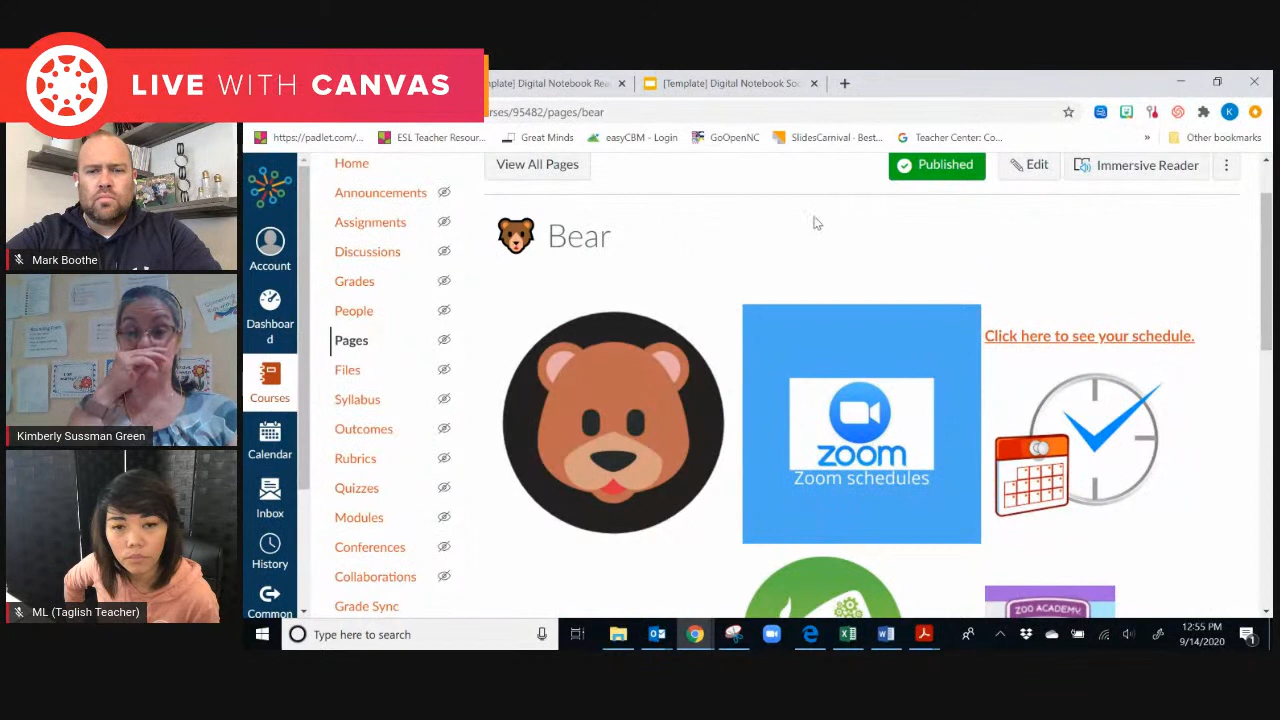 LIVE WITH CANVAS
[Template] Digital Notebook So
plate] Digital Notebook Rea
rses/95482/pages/bear
https://padlet.com/...
ESL Teacher Resour...
Great Minds
easyCBM - Login
GoOpenNC
SlidesCarnival - Best...
Teacher Center: Co...
»
Other bookmarks
Mark Boothe
Kimberly Sussman Green
ML (Taglish Teacher)
Account
Dashboar
d
Courses
Calendar
Inbox
History
Common
Home
Announcements
Assignments
Discussions
Grades
People
Pages
Files
Syllabus
Outcomes
Rubrics
Quizzes
Modules
Conferences
Collaborations
Grade Sync
View All Pages
Published
Edit
Immersive Reader
Bear
zoom
Zoom schedules
Click here to see your schedule.
ZOO ACADEMY
Type here to search
12:55 PM
9/14/2020